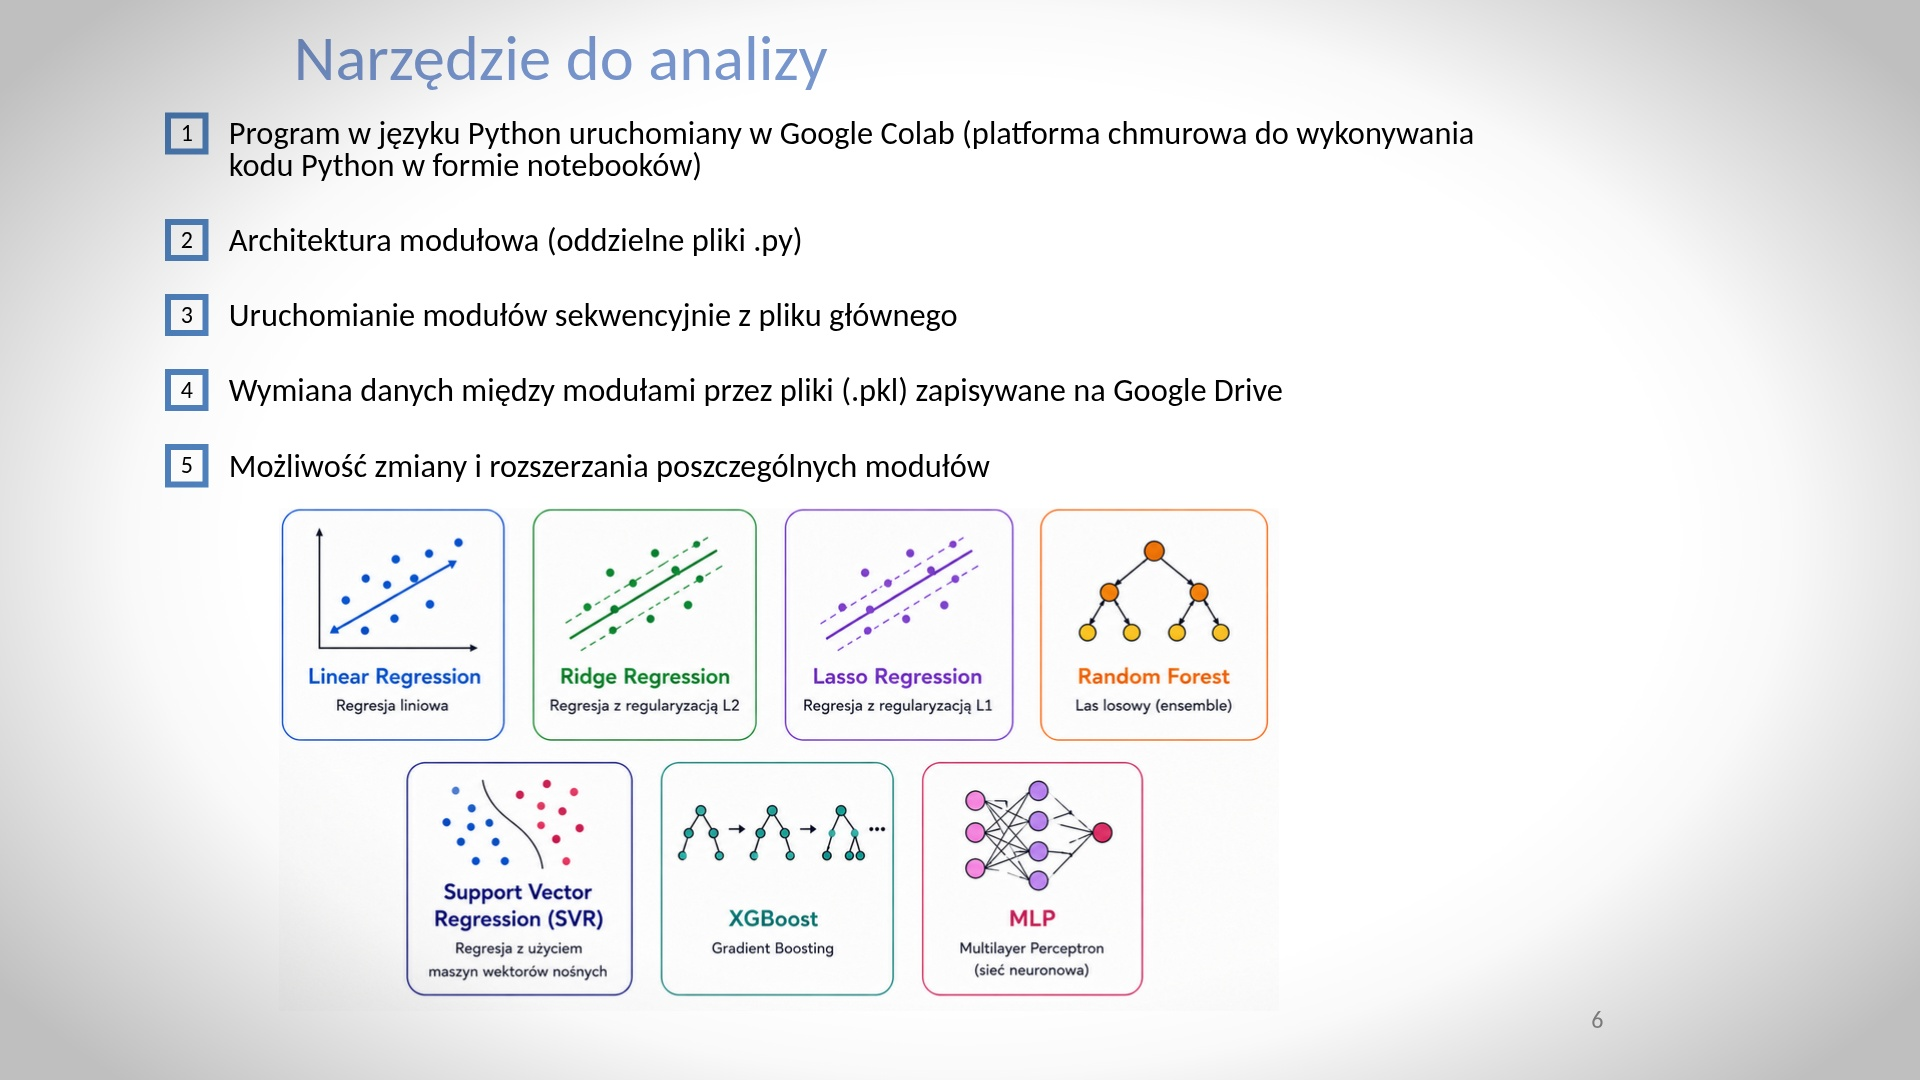 Narzędzie do analizy
1 Program w języku Python uruchomiany w Google Colab (platforma chmurowa do wykonywania
kodu Python w formie notebooków)
2 Architektura modułowa (oddzielne pliki .py)
3 Uruchomianie modułów sekwencyjnie z pliku głównego
4 Wymiana danych między modułami przez pliki (.pkl) zapisywane na Google Drive
5 Możliwość zmiany i rozszerzania poszczególnych modułów
Linear Regression
Regresja liniowa
Ridge Regression
Regresja z regularyzacją L2
Lasso Regression
Regresja z regularyzacją L1
Random Forest
Las losowy (ensemble)
Support Vector
Regression (SVR)
Regresja z użyciem
maszyn wektorów nośnych
XGBoost
Gradient Boosting
MLP
Multilayer Perceptron
(sieć neuronowa)
6